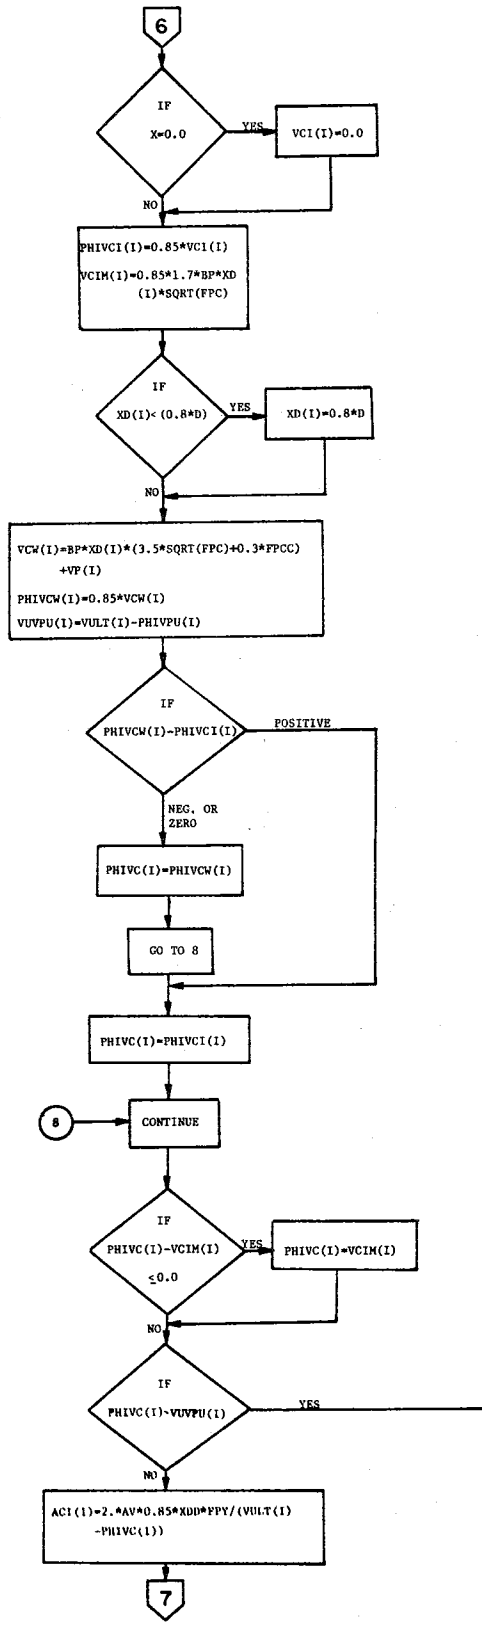 6
IF
X=0.0
YES
VCI(I)=0.0
NO
PHIVCI(I)=0.85*VCI(I)
VCIM(I)=0.85*1.7*BP*XD
(I)*SQRT(FPC)
IF
XD(I)<(0.8*D)
YES
XD(I)=0.8*D
NO
VCW(I)=BP*XD(I)*(3.5*SQRT(FPC)+0.3*FPCC)
+VP(I)
PHIVCW(I)=0.85*VCW(I)
VUVPU(I)=VULT(I)-PHIVPU(I)
IF
PHIVCW(I)-PHIVCI(I)
POSITIVE
NEG. OR
ZERO
PHIVC(I)=PHIVCW(I)
GO TO 8
PHIVC(I)=PHIVCI(I)
8
CONTINUE
IF
PHIVC(I)-VCIM(I)
≤0.0
YES
PHIVC(I)=VCIM(I)
NO
IF
PHIVC(I)-VUVPU(I)
YES
NO
ACI(I)=2.*AV*0.85*XDD*FPY/(VULT(I)
-PHIVC(I))
7